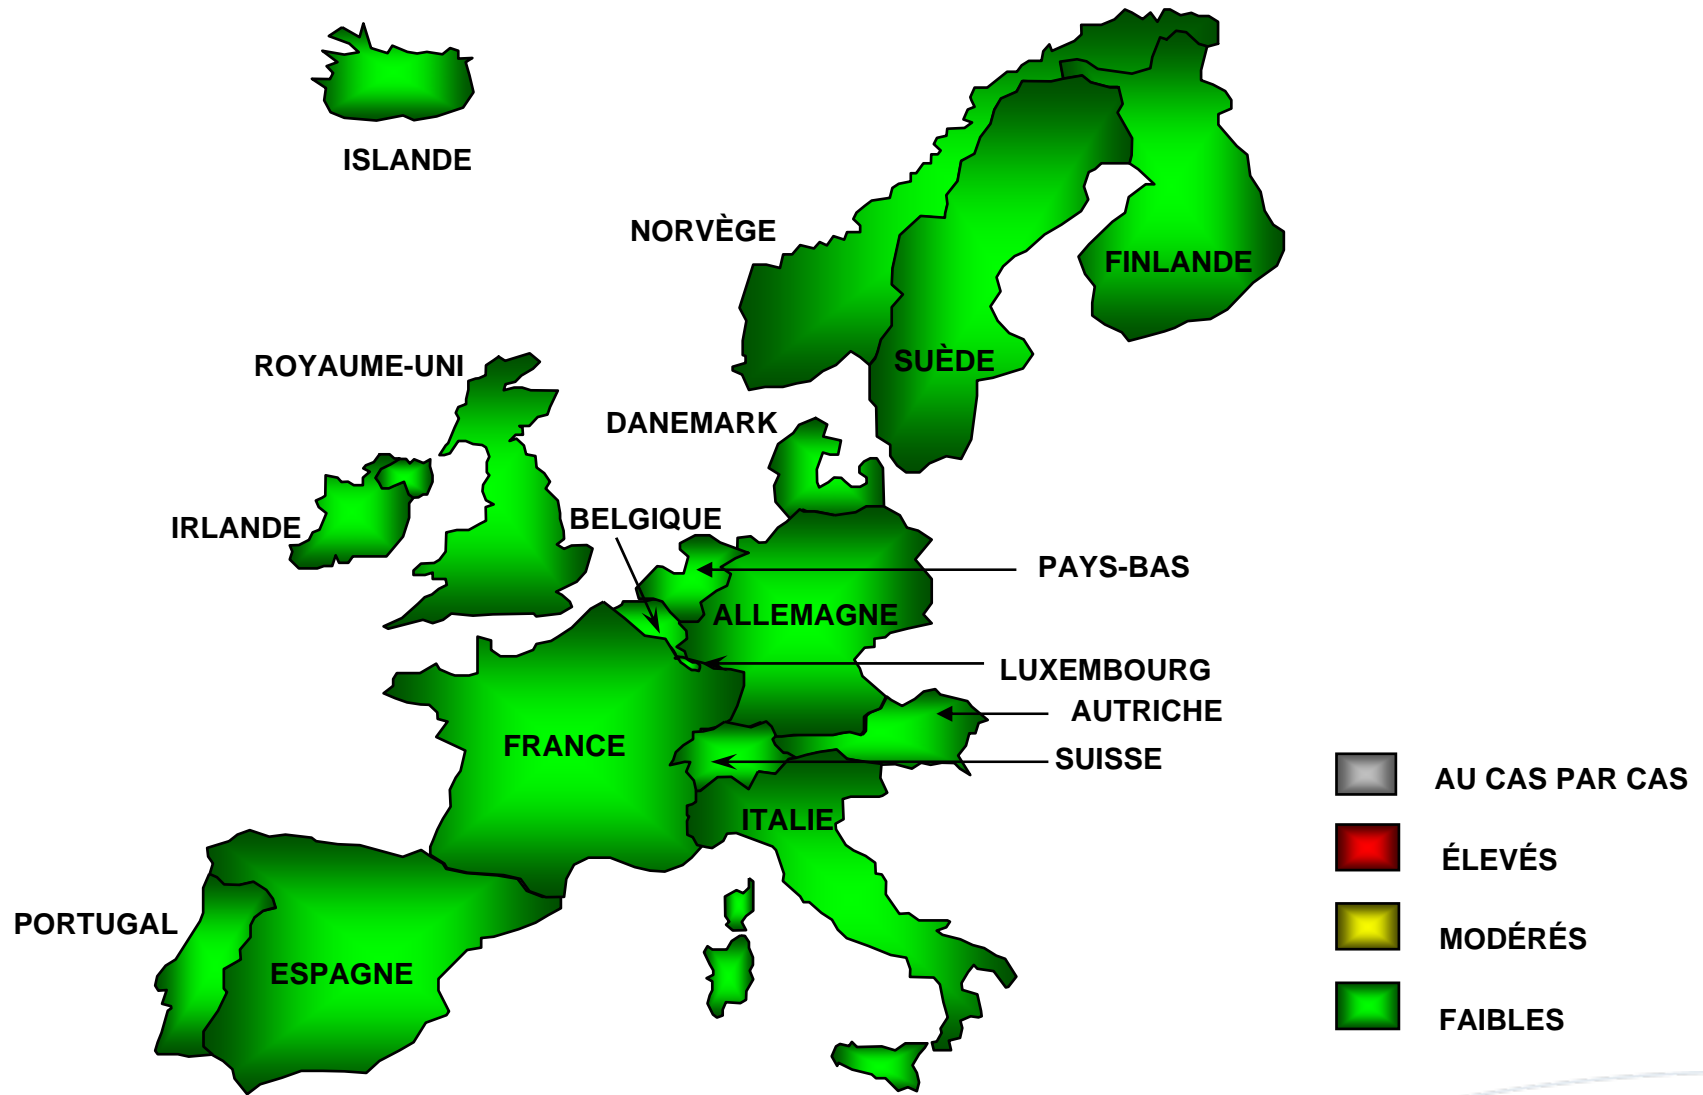 ISLANDE
NORVÈGE
FINLANDE
ROYAUME-UNI
SUÈDE
DANEMARK
BELGIQUE
IRLANDE
PAYS-BAS
ALLEMAGNE
LUXEMBOURG
AUTRICHE
FRANCE
SUISSE
AU CAS PAR CAS
ITALIE
ÉLEVÉS
PORTUGAL
MODÉRÉS
ESPAGNE
FAIBLES